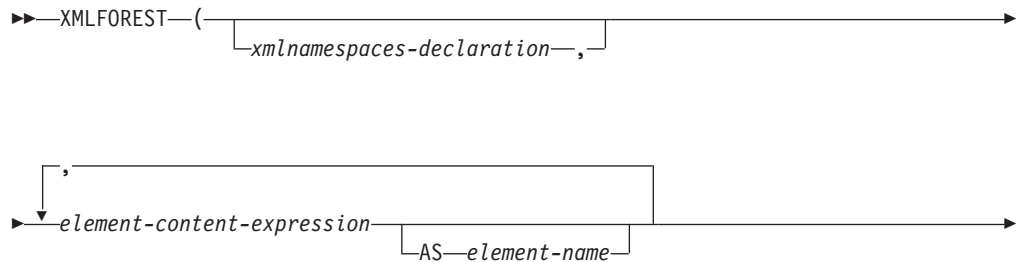 XMLFOREST (
xmlnamespaces-declaration ,
,
element-content-expression
AS element-name